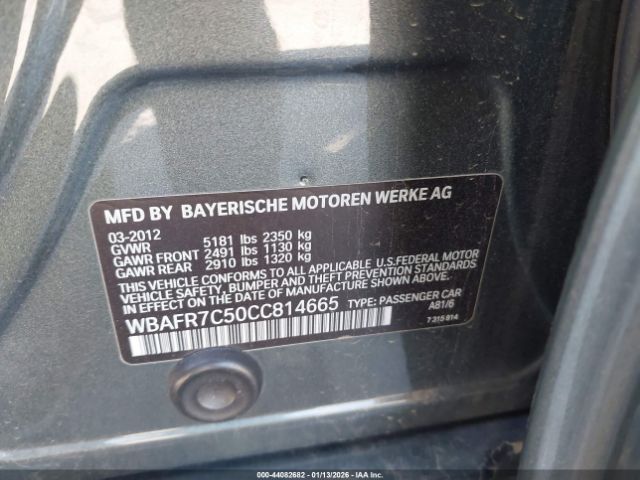 MFD BY BAYERISCHE MOTOREN WERKE AG
03-2012
GVWR 5181 lbs 2350 kg
GAWR FRONT 2491 lbs 1130 kg
GAWR REAR 2910 lbs 1320 kg
THIS VEHICLE CONFORMS TO ALL APPLICABLE U.S.FEDERAL MOTOR
VEHICLE SAFETY, BUMPER, AND THEFT PREVENTION STANDARDS
IN EFFECT ON THE DATE OF MANUFACTURE SHOWN ABOVE.
WBAFR7C50CC814665 TYPE: PASSENGER CAR
A81/6
7 315 814
000-44082682 - 01/13/2026 - IAA Inc.